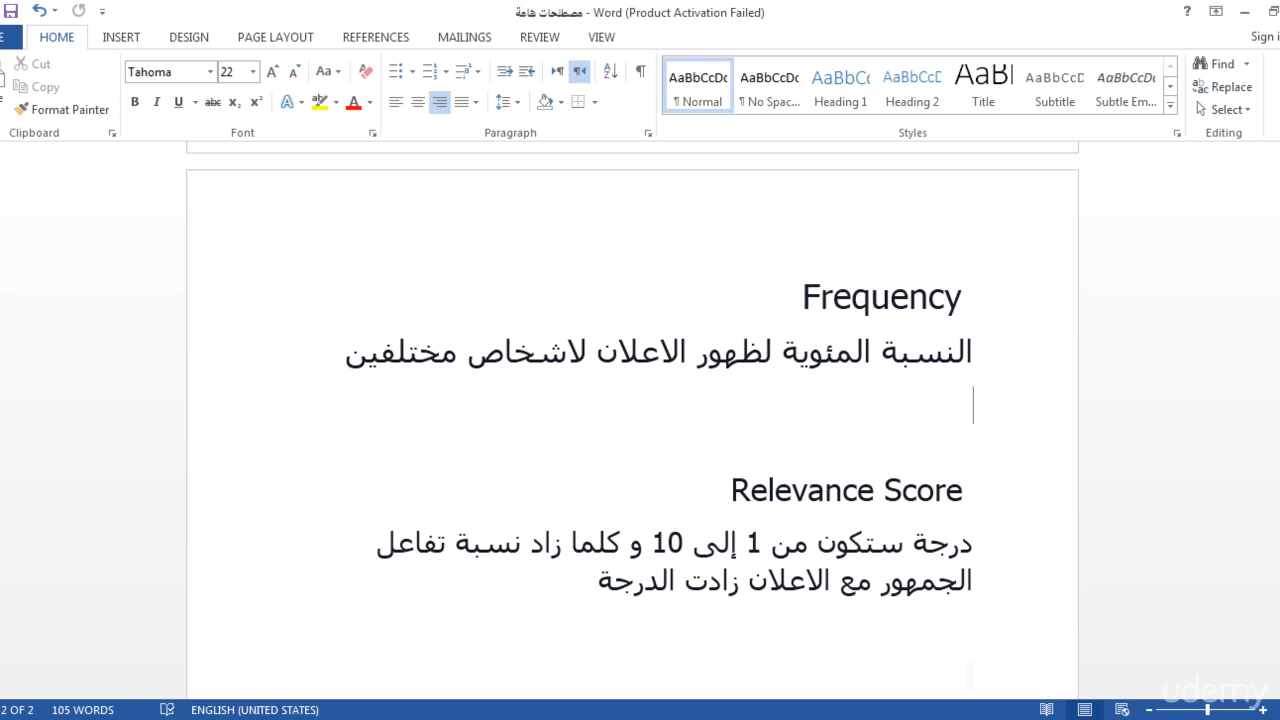 مصطلحات هامة - Word (Product Activation Failed)
HOME INSERT DESIGN PAGE LAYOUT REFERENCES MAILINGS REVIEW VIEW
Cut
Copy
Format Painter
Clipboard
Tahoma 22
Font
Paragraph
AaBbCcDc ¶ Normal
AaBbCcDc ¶ No Spac...
AaBbCc Heading 1
AaBbCcD Heading 2
AaBl Title
AaBbCcD Subtitle
AaBbCcDc Subtle Em...
Styles
Find
Replace
Select
Editing
Frequency
النسبة المئوية لظهور الاعلان لاشخاص مختلفين
Relevance Score
درجة ستكون من 1 إلى 10 و كلما زاد نسبة تفاعل
الجمهور مع الاعلان زادت الدرجة
2 OF 2 105 WORDS ENGLISH (UNITED STATES)
udemy